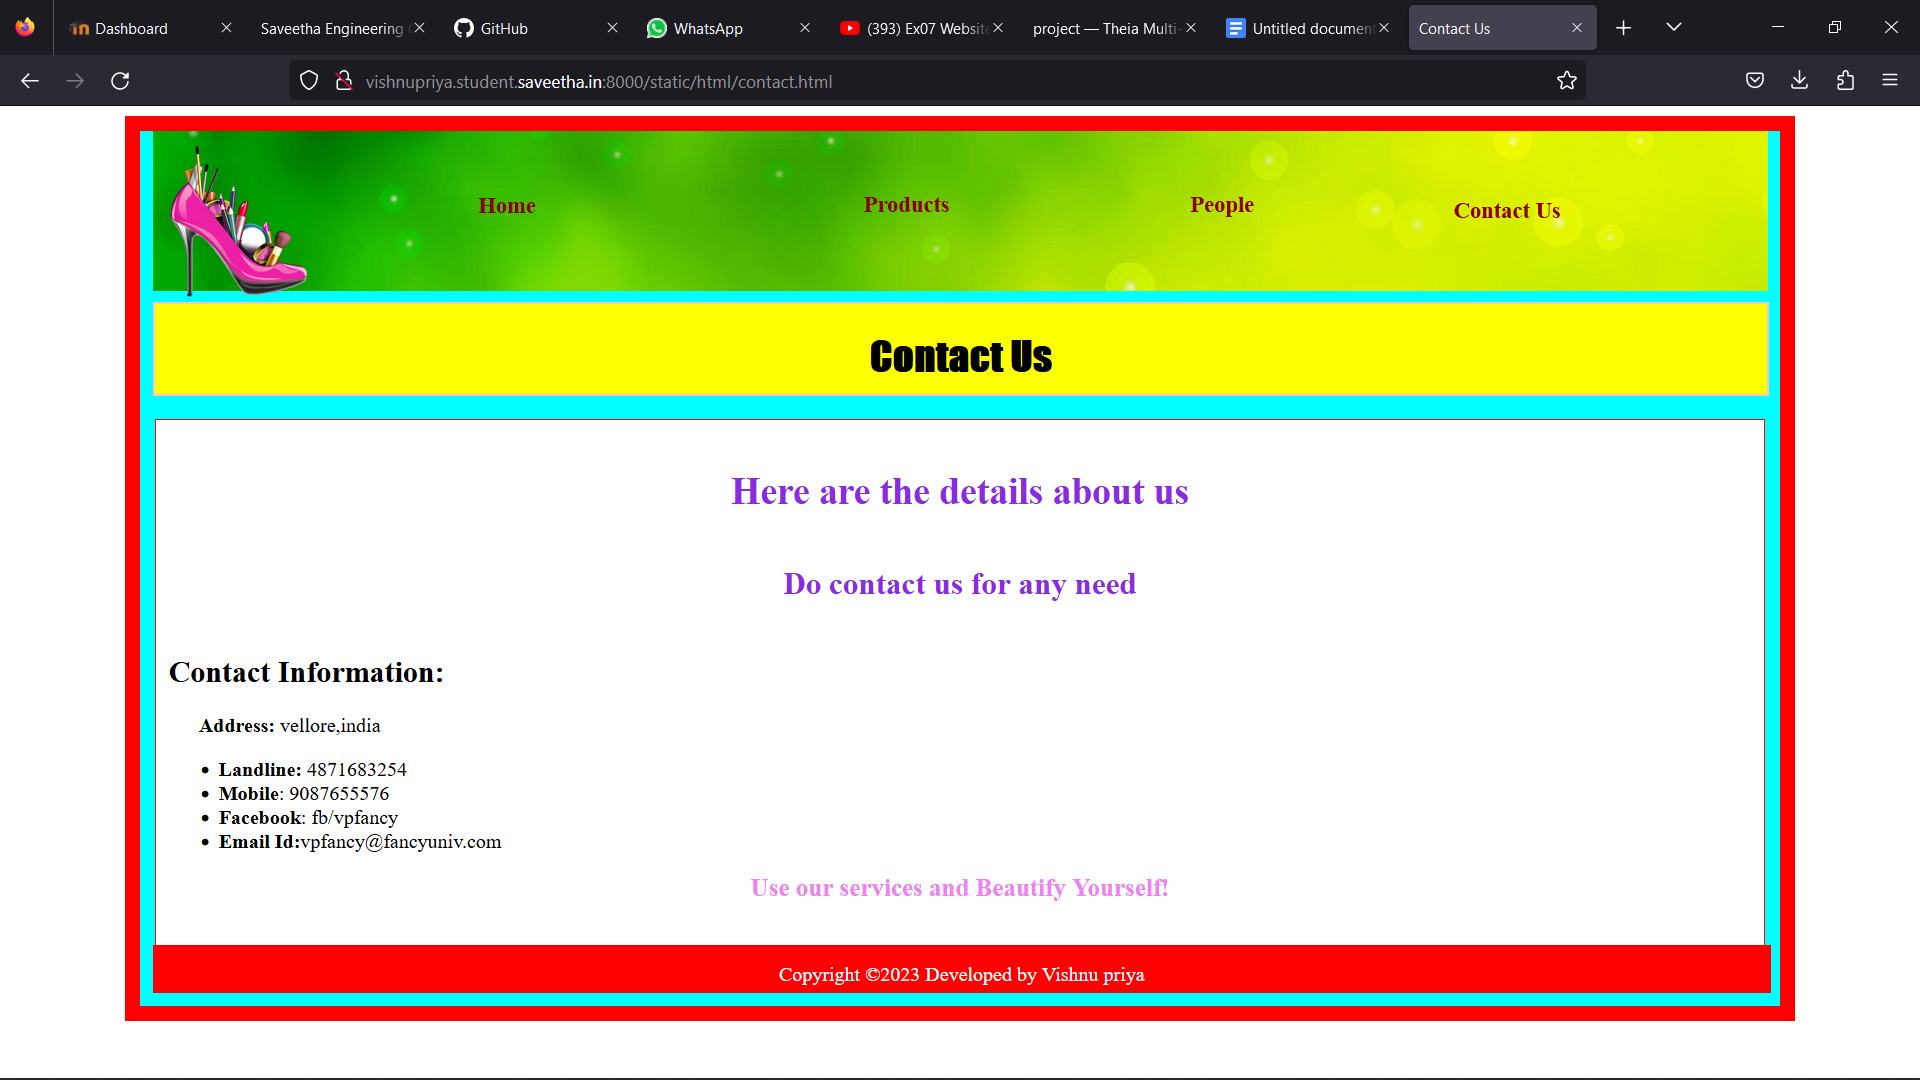 Dashboard
Saveetha Engineering
GitHub
WhatsApp
(393) Ex07 Website
project — Theia Multi-
Untitled document
Contact Us
vishnupriya.student.saveetha.in:8000/static/html/contact.html
Home
Products
People
Contact Us
Contact Us
Here are the details about us
Do contact us for any need
Contact Information:
Address: vellore,india
• Landline: 4871683254
• Mobile: 9087655576
• Facebook: fb/vpfancy
• Email Id:vpfancy@fancyuniv.com
Use our services and Beautify Yourself!
Copyright ©2023 Developed by Vishnu priya